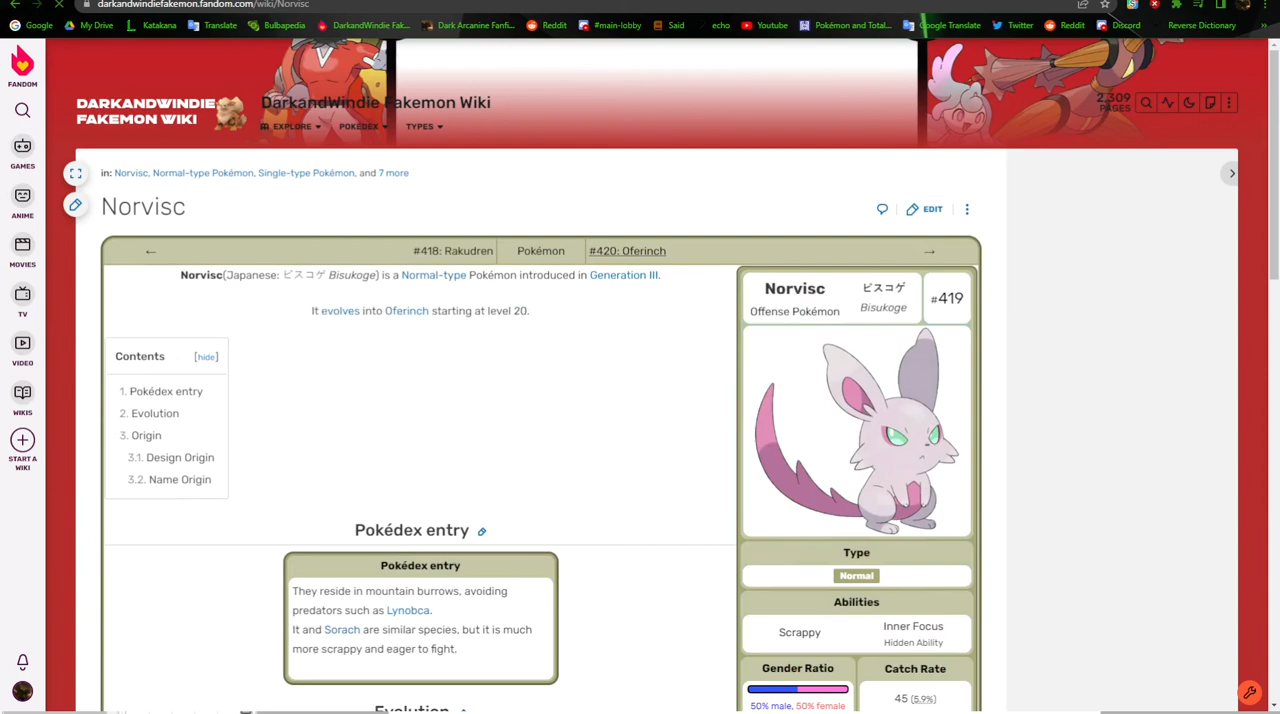 darkandwindiefakemon.fandom.com/wiki/Norvisc
Google My Drive Katakana Translate Bulbapedia DarkandWindie Fak... Dark Arcanine Fanfi... Reddit #main-lobby Said echo Youtube Pokémon and Total... Google Translate Twitter Reddit Discord Reverse Dictionary »
FANDOM
GAMES
ANIME
MOVIES
TV
VIDEO
WIKIS
START A
WIKI
DARKANDWINDIE
FAKEMON WIKI
DarkandWindie Fakemon Wiki
EXPLORE POKÉDEX TYPES
2,309
PAGES
in: Norvisc, Normal-type Pokémon, Single-type Pokémon, and 7 more
Norvisc
EDIT
← #418: Rakudren Pokémon #420: Oferinch →
Norvisc(Japanese: ビスコゲ Bisukoge) is a Normal-type Pokémon introduced in Generation III.
It evolves into Oferinch starting at level 20.
Contents [hide]
1. Pokédex entry
2. Evolution
3. Origin
3.1. Design Origin
3.2. Name Origin
Pokédex entry
Pokédex entry
They reside in mountain burrows, avoiding
predators such as Lynobca.
It and Sorach are similar species, but it is much
more scrappy and eager to fight.
Evolution
Norvisc
Offense Pokémon
ビスコゲ
Bisukoge
#419
Type
Normal
Abilities
Scrappy
Inner Focus
Hidden Ability
Gender Ratio
50% male, 50% female
Catch Rate
45 (5.9%)